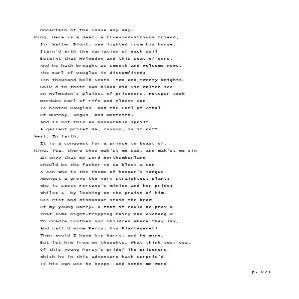 Uncertain of the issue any way.
King. Here is a dear, a true-industrious friend,
Sir Walter Blunt, new lighted from his horse,
Stain'd with the variation of each soil
Betwixt that Holmedon and this seat of ours,
And he hath brought us smooth and welcome news.
The Earl of Douglas is discomfited;
Ten thousand bold Scots, two and twenty knights,
Balk'd in their own blood did Sir Walter see
On Holmedon's plains. Of prisoners, Hotspur took
Mordake Earl of Fife and eldest son
To beaten Douglas, and the Earl of Athol,
Of Murray, Angus, and Menteith.
And is not this an honourable spoil?
A gallant prize? Ha, cousin, is it not?
West. In faith,
It is a conquest for a prince to boast of.
King. Yea, there thou mak'st me sad, and mak'st me sin
In envy that my Lord Northumberland
Should be the father to so blest a son-
A son who is the theme of honour's tongue,
Amongst a grove the very straightest plant;
Who is sweet Fortune's minion and her pride;
Whilst I, by looking on the praise of him,
See riot and dishonour stain the brow
Of my young Harry. O that it could be prov'd
That some night-tripping fairy had exchang'd
In cradle clothes our children where they lay,
And call'd mine Percy, his Plantagenet!
Then would I have his Harry, and he mine.
But let him from my thoughts. What think you, coz,
Of this young Percy's pride? The prisoners
Which he in this adventure hath surpris'd
To his own use he keeps, and sends me word